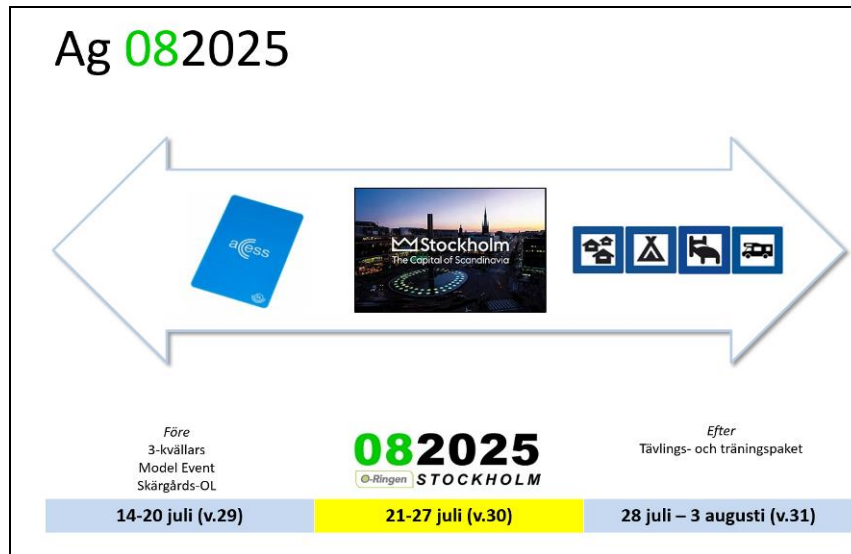 Ag 082025
access
Stockholm
The Capital of Scandinavia
Före
3-kvällars
Model Event
Skärgårds-OL
082025
O-Ringen STOCKHOLM
Efter
Tävlings- och träningspaket
14-20 juli (v.29)
21-27 juli (v.30)
28 juli – 3 augusti (v.31)